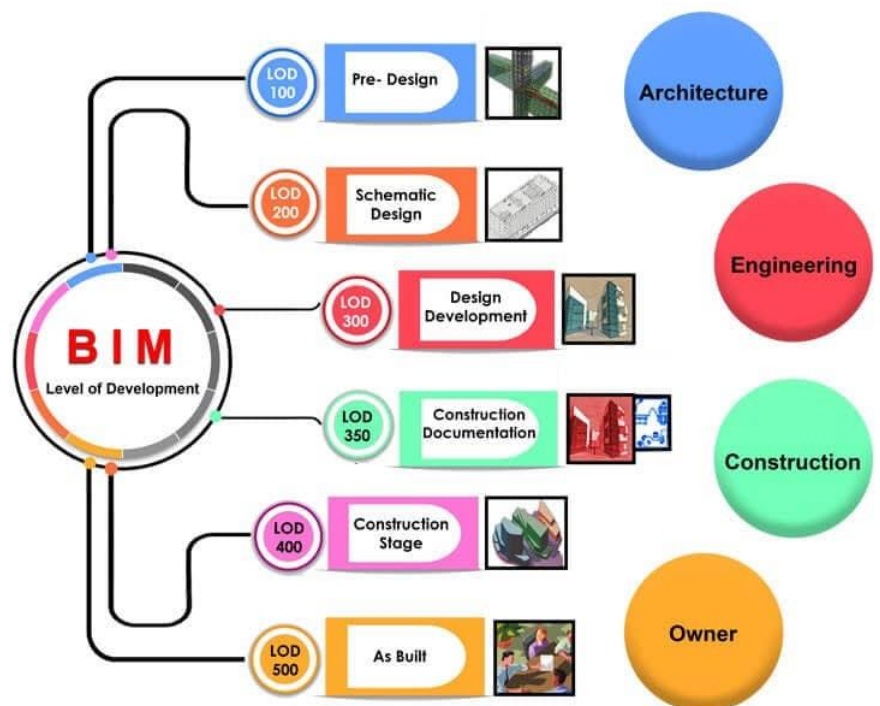 LOD
100
Pre- Design
Architecture
LOD
200
Schematic
Design
Engineering
LOD
300
Design
Development
BIM
Level of Development
LOD
350
Construction
Documentation
Construction
LOD
400
Construction
Stage
LOD
500
As Built
Owner